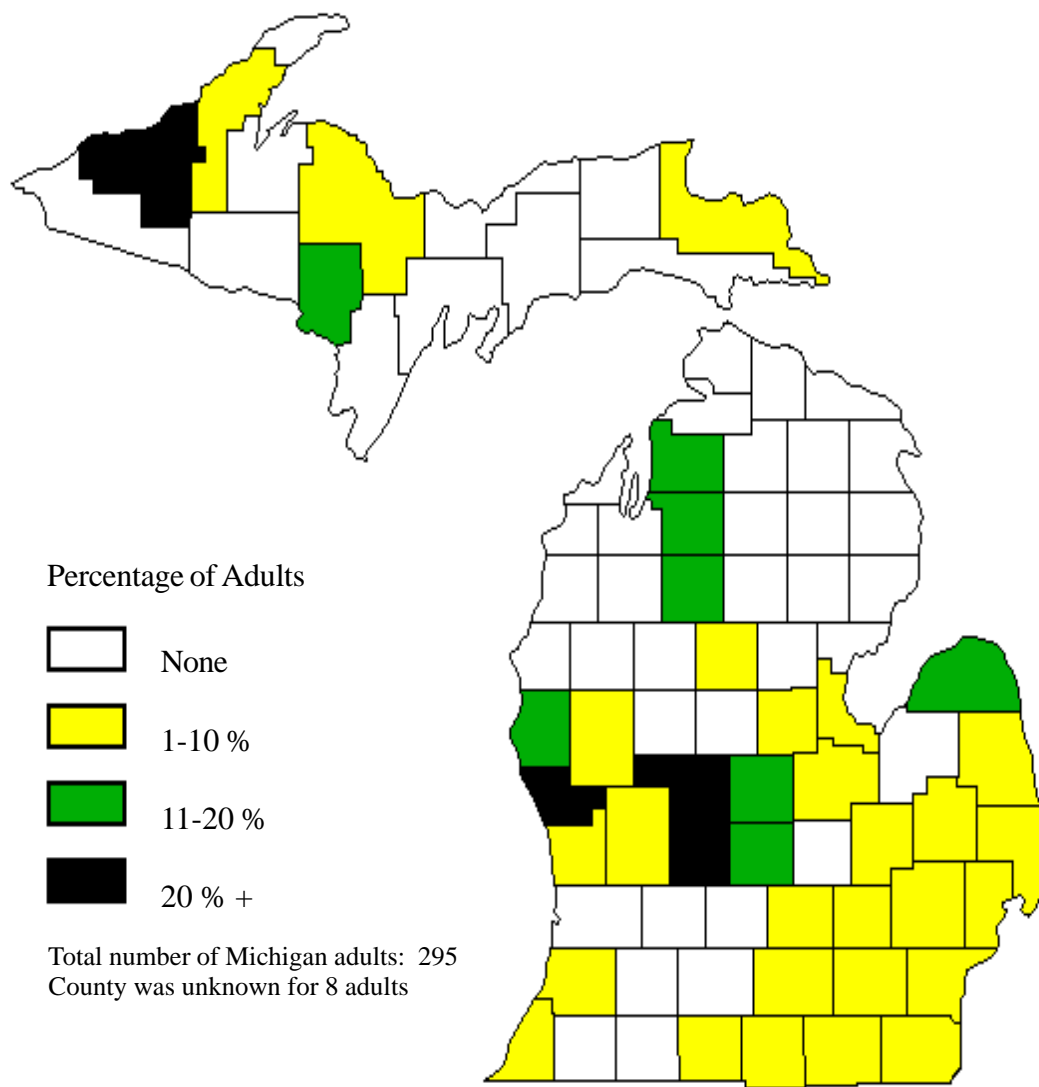 Percentage of Adults
None
1-10 %
11-20 %
20 % +
Total number of Michigan adults: 295
County was unknown for 8 adults